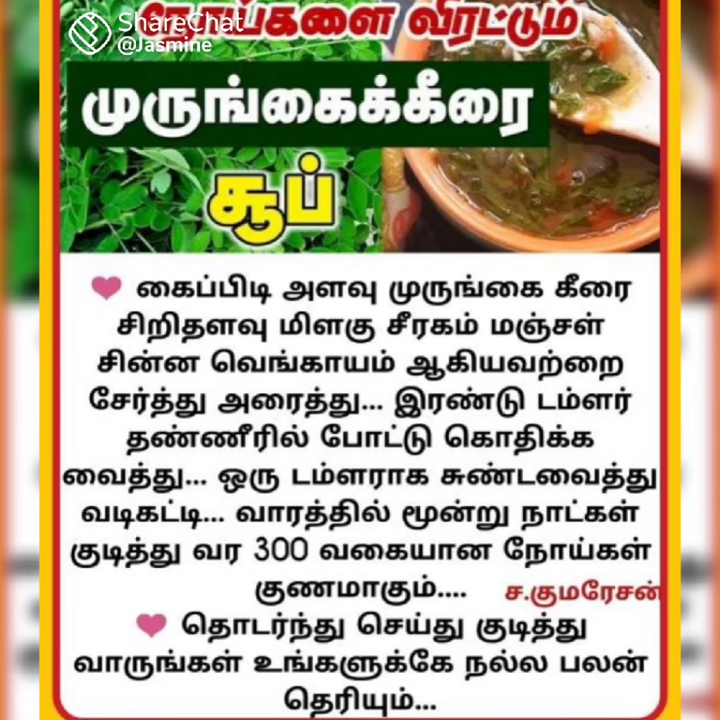 ShareChat
@Jasmine
நோய்களை விரட்டும்
முருங்கைக்கீரை
சூப்
கைப்பிடி அளவு முருங்கை கீரை
சிறிதளவு மிளகு சீரகம் மஞ்சள்
சின்ன வெங்காயம் ஆகியவற்றை
சேர்த்து அரைத்து... இரண்டு டம்ளர்
தண்ணீரில் போட்டு கொதிக்க
வைத்து... ஒரு டம்ளராக சுண்டவைத்து
வடிகட்டி... வாரத்தில் மூன்று நாட்கள்
குடித்து வர 300 வகையான நோய்கள்
குணமாகும்.... ச.குமரேசன்
தொடர்ந்து செய்து குடித்து
வாருங்கள் உங்களுக்கே நல்ல பலன்
தெரியும்...